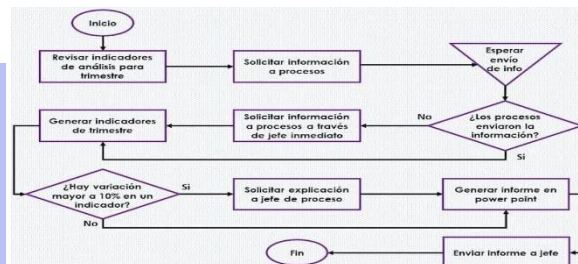 Inicio
Revisar indicadores
de análisis para
trimestre
Solicitar información
a procesos
Esperar
envío
de info
¿Los procesos
enviaron la
información?
No
Si
Solicitar información
a procesos a través
de jefe inmediato
Generar indicadores
de trimestre
¿Hay variación
mayor a 10% en un
indicador?
Si
No
Solicitar explicación
a jefe de proceso
Generar informe en
power point
Enviar informe a jefe
Fin